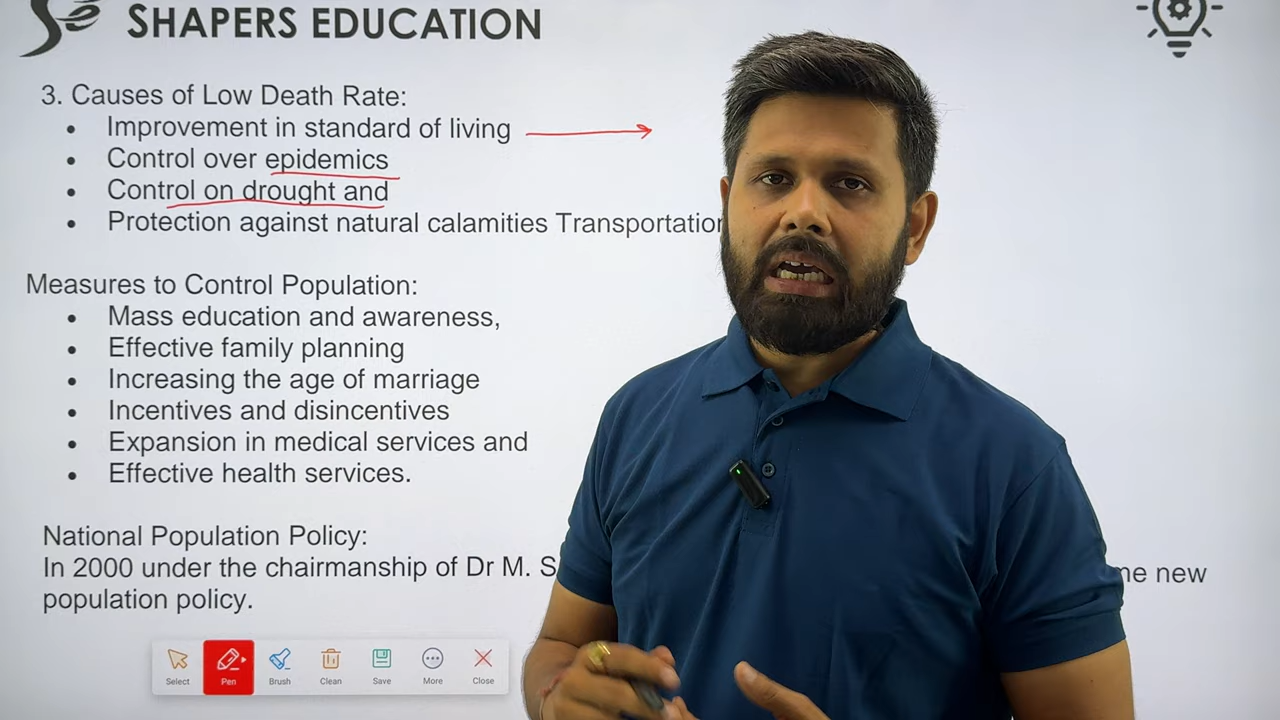 SHAPERS EDUCATION
3. Causes of Low Death Rate:
• Improvement in standard of living
• Control over epidemics
• Control on drought and
• Protection against natural calamities Transportation
Measures to Control Population:
• Mass education and awareness,
• Effective family planning
• Increasing the age of marriage
• Incentives and disincentives
• Expansion in medical services and
• Effective health services.
National Population Policy:
In 2000 under the chairmanship of Dr M. S new
population policy.
Select Pen Brush Clean Save More Close